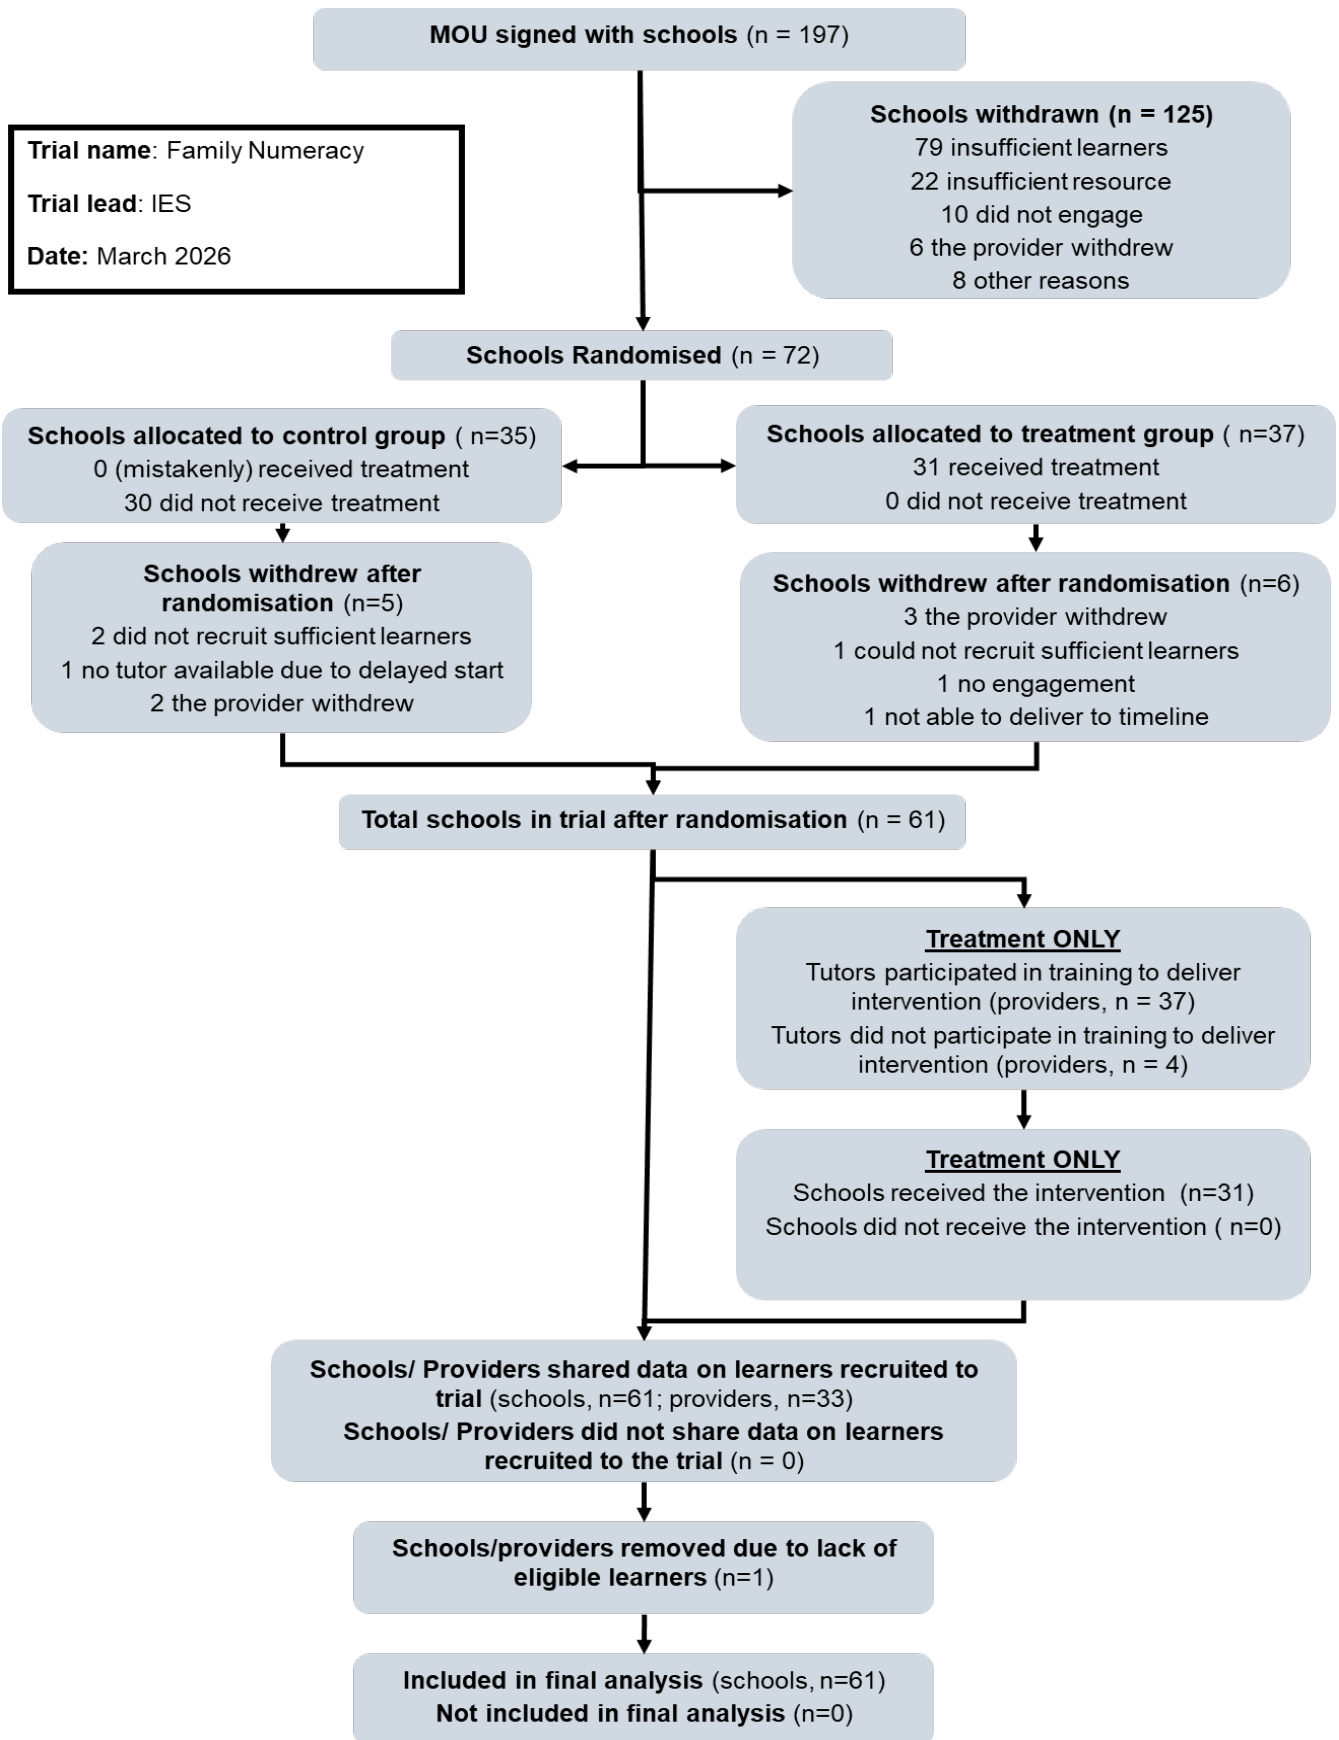 MOU signed with schools (n = 197)
Trial name: Family Numeracy
Trial lead: IES
Date: March 2026
Schools withdrawn (n = 125)
79 insufficient learners
22 insufficient resource
10 did not engage
6 the provider withdrew
8 other reasons
Schools Randomised (n = 72)
Schools allocated to control group ( n=35)
0 (mistakenly) received treatment
30 did not receive treatment
Schools allocated to treatment group ( n=37)
31 received treatment
0 did not receive treatment
Schools withdrew after
randomisation (n=5)
2 did not recruit sufficient learners
1 no tutor available due to delayed start
2 the provider withdrew
Schools withdrew after randomisation (n=6)
3 the provider withdrew
1 could not recruit sufficient learners
1 no engagement
1 not able to deliver to timeline
Total schools in trial after randomisation (n = 61)
Treatment ONLY
Tutors participated in training to deliver
intervention (providers, n = 37)
Tutors did not participate in training to deliver
intervention (providers, n = 4)
Treatment ONLY
Schools received the intervention (n=31)
Schools did not receive the intervention ( n=0)
Schools/ Providers shared data on learners recruited to
trial (schools, n=61; providers, n=33)
Schools/ Providers did not share data on learners
recruited to the trial (n = 0)
Schools/providers removed due to lack of
eligible learners (n=1)
Included in final analysis (schools, n=61)
Not included in final analysis (n=0)